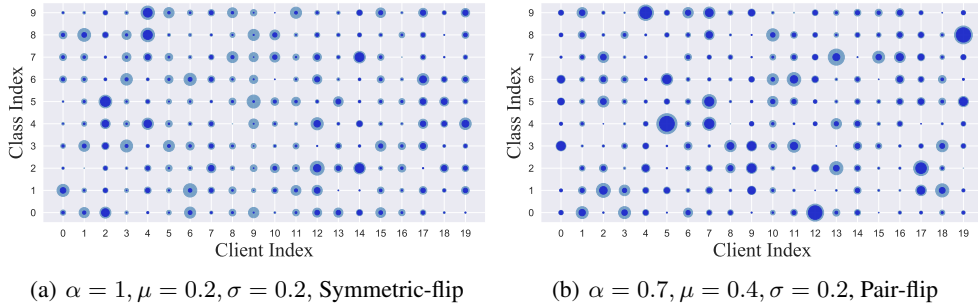 9
8
7
6
5
4
3
2
1
0
Class Index
0 1 2 3 4 5 6 7 8 9 10 11 12 13 14 15 16 17 18 19
Client Index
(a) α = 1, μ = 0.2, σ = 0.2, Symmetric-flip
9
8
7
6
5
4
3
2
1
0
Class Index
0 1 2 3 4 5 6 7 8 9 10 11 12 13 14 15 16 17 18 19
Client Index
(b) α = 0.7, μ = 0.4, σ = 0.2, Pair-flip